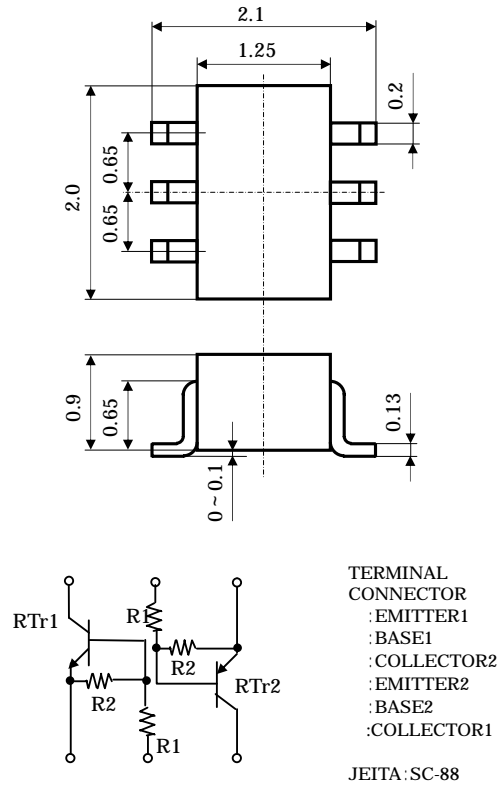 2.1
1.25
0.2
0.65
2.0
0.65
0.9
0.65
0.13
0~0.1
RTr1
R1
R2
R2
RTr2
R1
TERMINAL
CONNECTOR
:EMITTER1
:BASE1
:COLLECTOR2
:EMITTER2
:BASE2
:COLLECTOR1
JEITA:SC-88